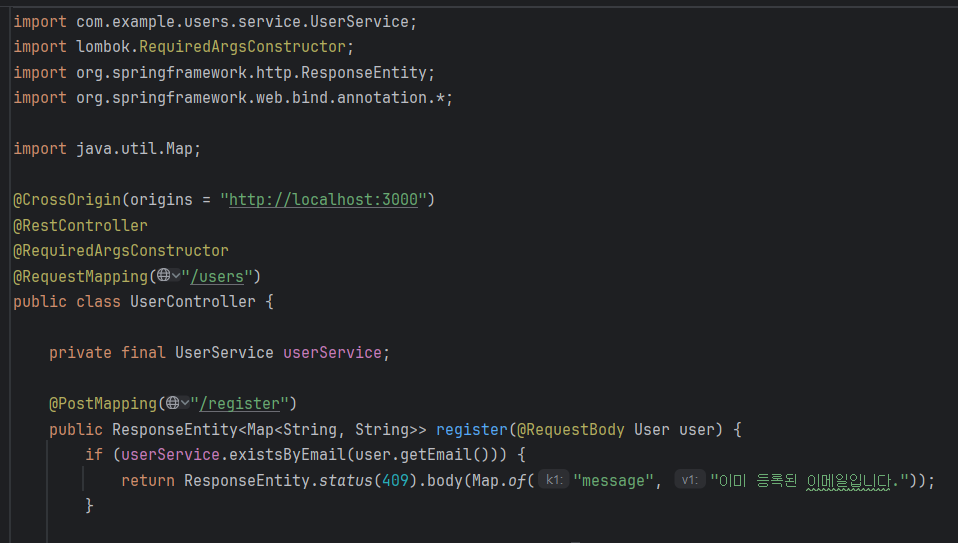 import com.example.users.service.UserService;
import lombok.RequiredArgsConstructor;
import org.springframework.http.ResponseEntity;
import org.springframework.web.bind.annotation.*;
import java.util.Map;
@CrossOrigin(origins = "http://localhost:3000")
@RestController
@RequiredArgsConstructor
@RequestMapping("/users")
public class UserController {
private final UserService userService;
@PostMapping("/register")
public ResponseEntity<Map<String, String>> register(@RequestBody User user) {
if (userService.existsByEmail(user.getEmail())) {
return ResponseEntity.status(409).body(Map.of( k1: "message", v1: "이미 등록된 이메일입니다."));
}